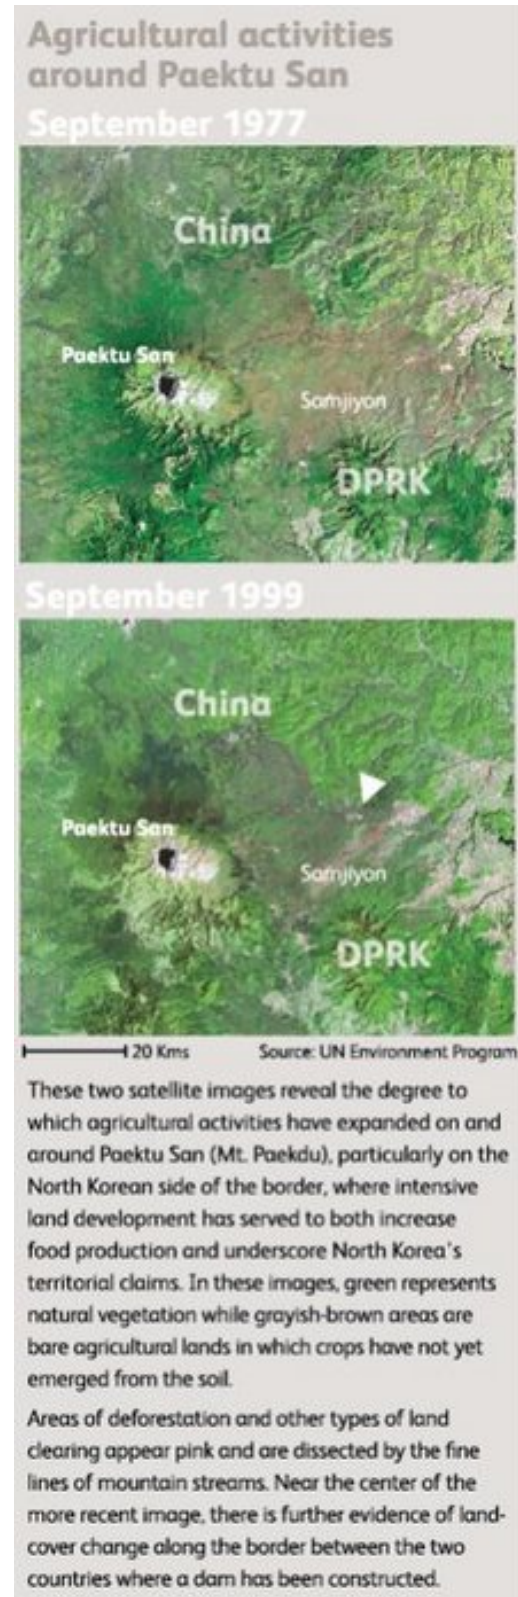 Agricultural activities
around Paektu San
September 1977
China
Paektu San
Samjiyon
DPRK
September 1999
China
Paektu San
Samjiyon
DPRK
20 Kms
Source: UN Environment Program
These two satellite images reveal the degree to
which agricultural activities have expanded on and
around Paektu San (Mt. Paekdu), particularly on the
North Korean side of the border, where intensive
land development has served to both increase
food production and underscore North Korea's
territorial claims. In these images, green represents
natural vegetation while grayish-brown areas are
bare agricultural lands in which crops have not yet
emerged from the soil.
Areas of deforestation and other types of land
clearing appear pink and are dissected by the fine
lines of mountain streams. Near the center of the
more recent image, there is further evidence of land-
cover change along the border between the two
countries where a dam has been constructed.